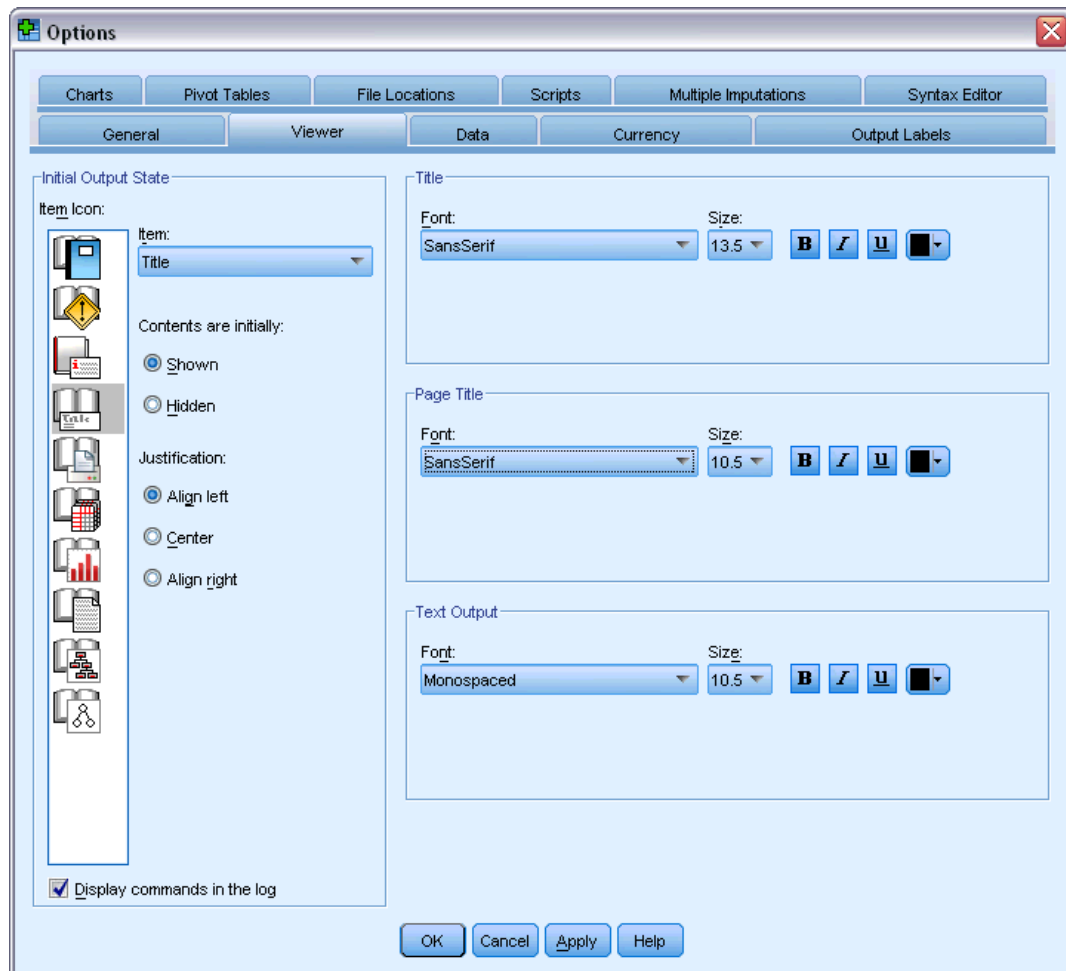 Options
Charts
Pivot Tables
File Locations
Scripts
Multiple Imputations
Syntax Editor
General
Viewer
Data
Currency
Output Labels
Initial Output State
Item Icon:
Item:
Title
Title
Contents are initially:
Shown
Hidden
Justification:
Align left
Center
Align right
Display commands in the log
Title
Font:
Size:
SansSerif
13.5
B I U
Page Title
Font:
Size:
SansSerif
10.5
B I U
Text Output
Font:
Size:
Monospaced
10.5
B I U
OK
Cancel
Apply
Help